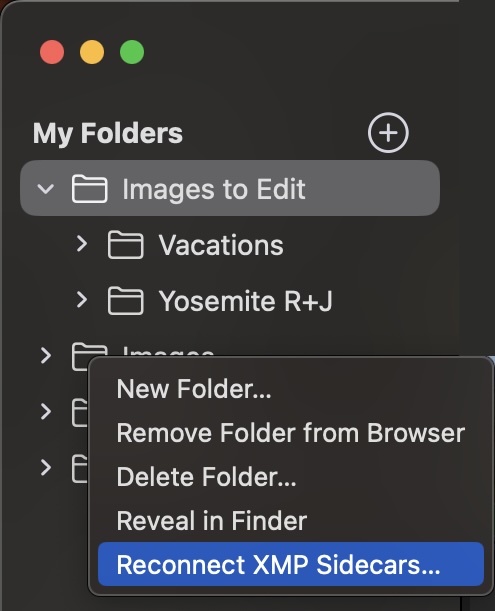 My Folders
Images to Edit
Vacations
Yosemite R+J
Images
New Folder...
Remove Folder from Browser
Delete Folder...
Reveal in Finder
Reconnect XMP Sidecars...